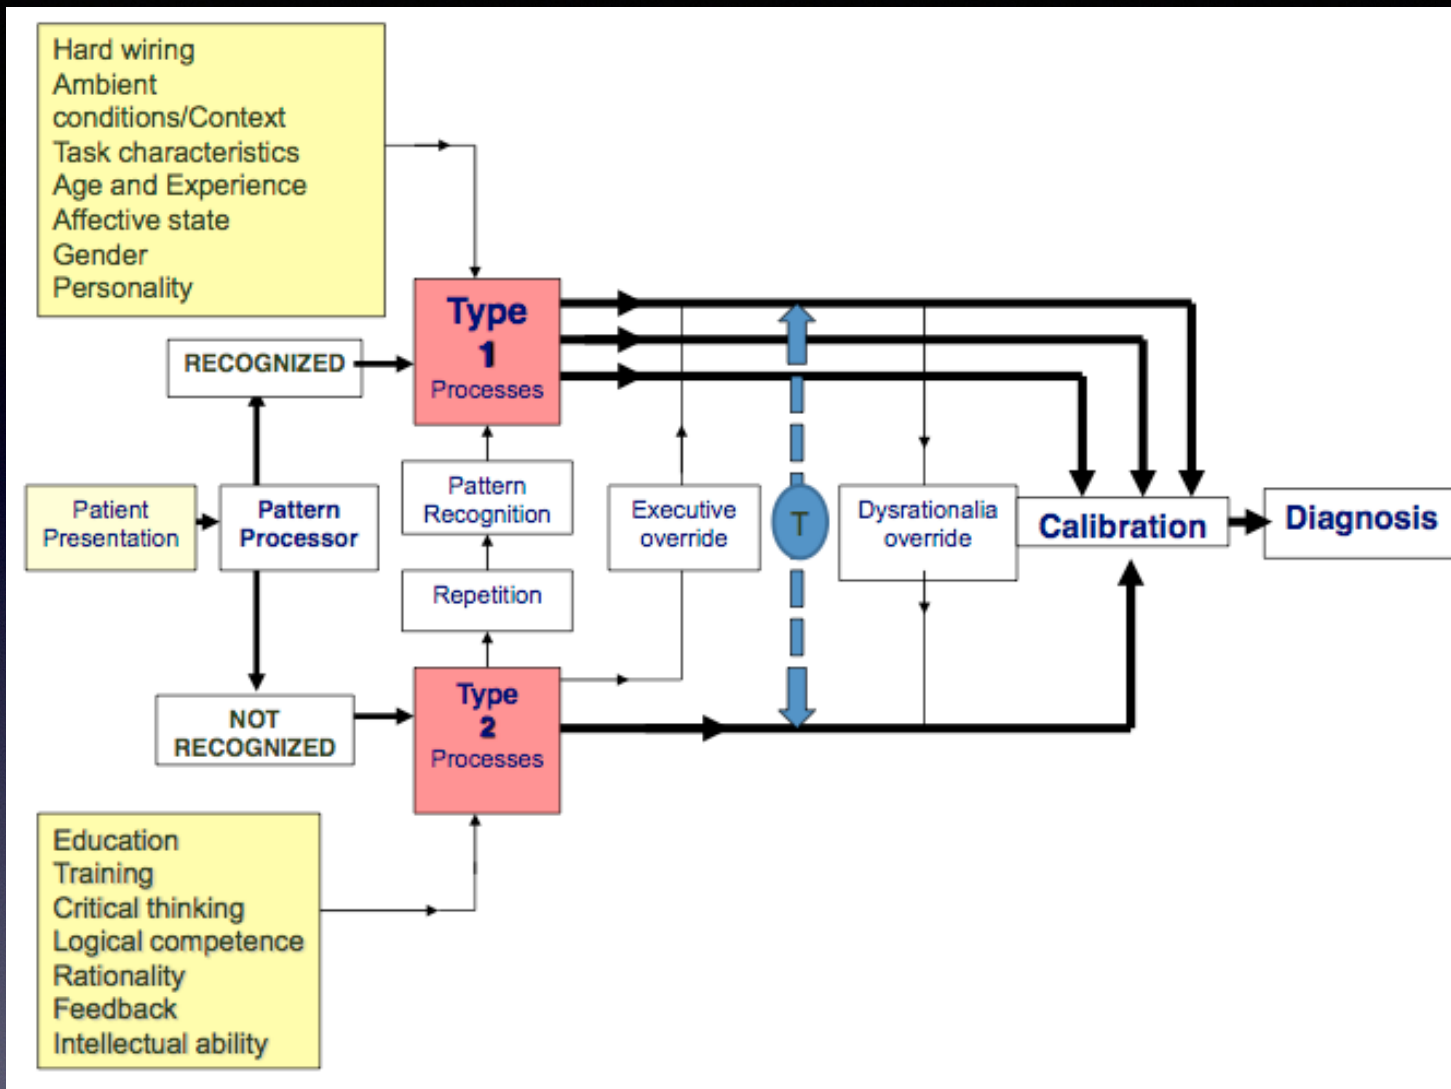 Hard wiring
Ambient
conditions/Context
Task characteristics
Age and Experience
Affective state
Gender
Personality
Type
1
Processes
RECOGNIZED
Patient
Presentation
Pattern
Processor
Pattern
Recognition
Executive
override
T
Dysrationalia
override
Calibration
Diagnosis
Repetition
NOT
RECOGNIZED
Type
2
Processes
Education
Training
Critical thinking
Logical competence
Rationality
Feedback
Intellectual ability